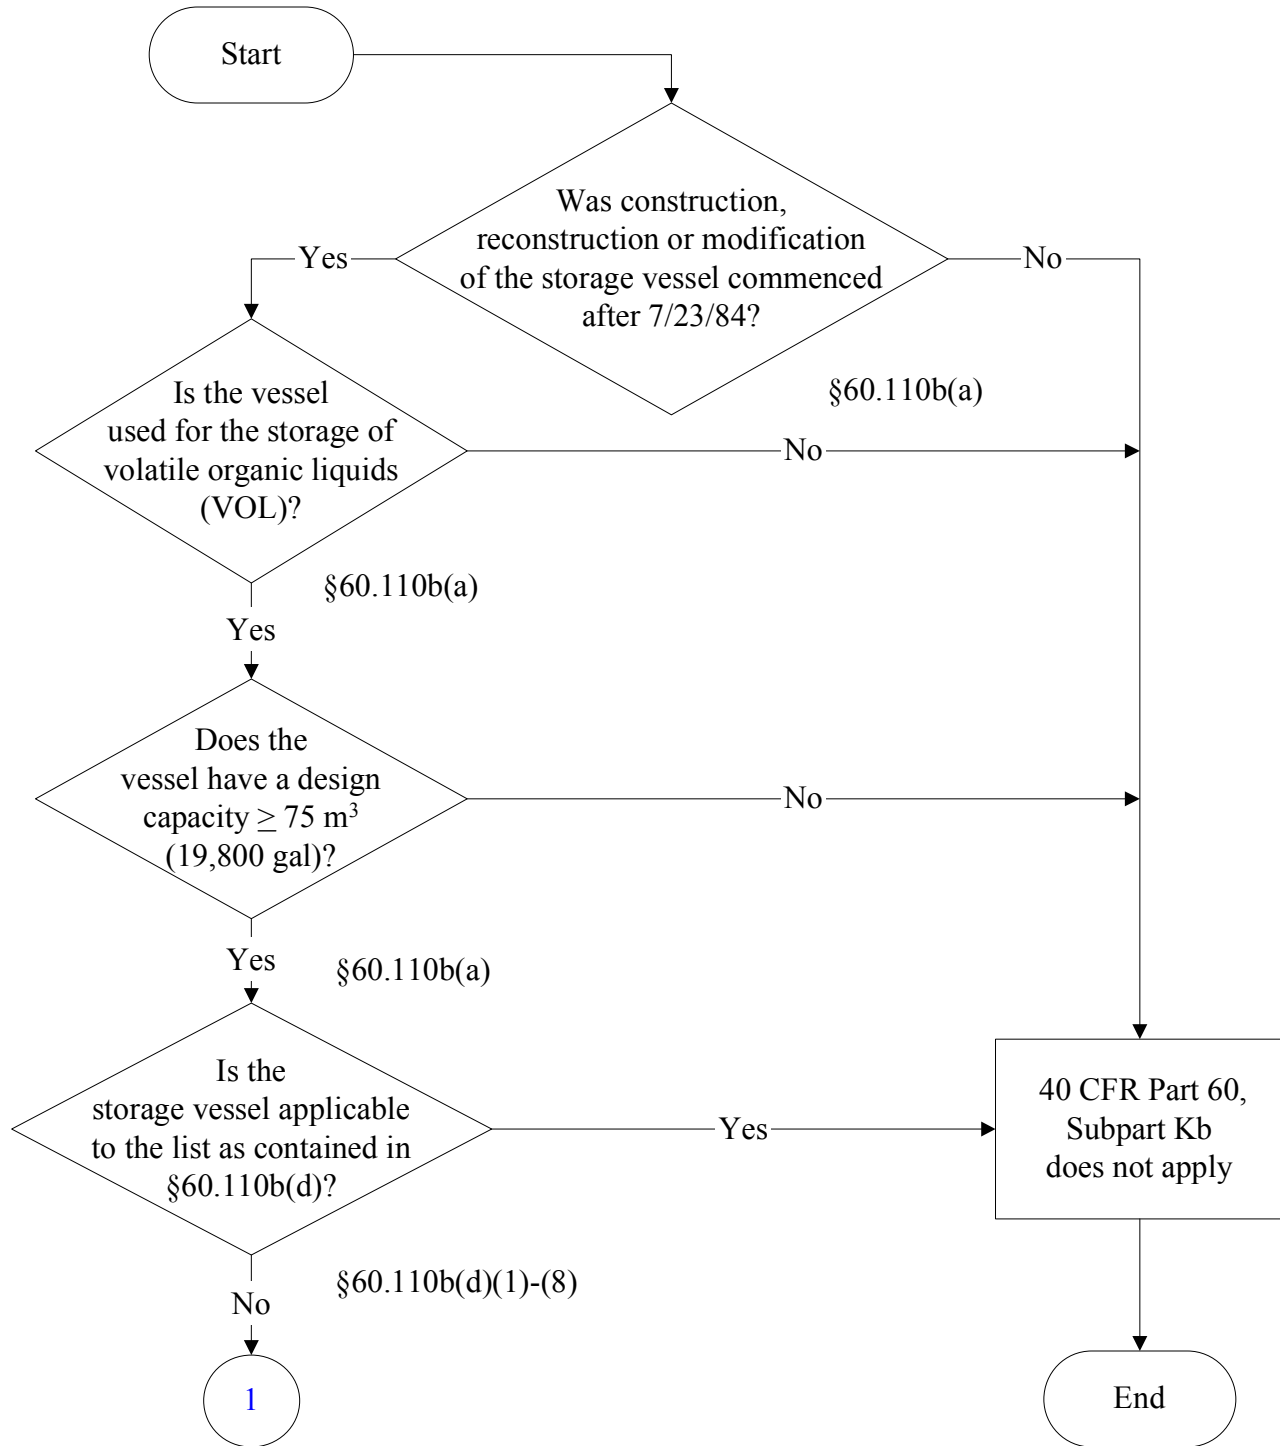 Start
Was construction,
reconstruction or modification
of the storage vessel commenced
after 7/23/84?
Yes
No
§60.110b(a)
Is the vessel
used for the storage of
volatile organic liquids
(VOL)?
No
§60.110b(a)
Yes
Does the
vessel have a design
capacity ≥ 75 m³
(19,800 gal)?
No
Yes
§60.110b(a)
Is the
storage vessel applicable
to the list as contained in
§60.110b(d)?
Yes
40 CFR Part 60,
Subpart Kb
does not apply
§60.110b(d)(1)-(8)
No
1
End